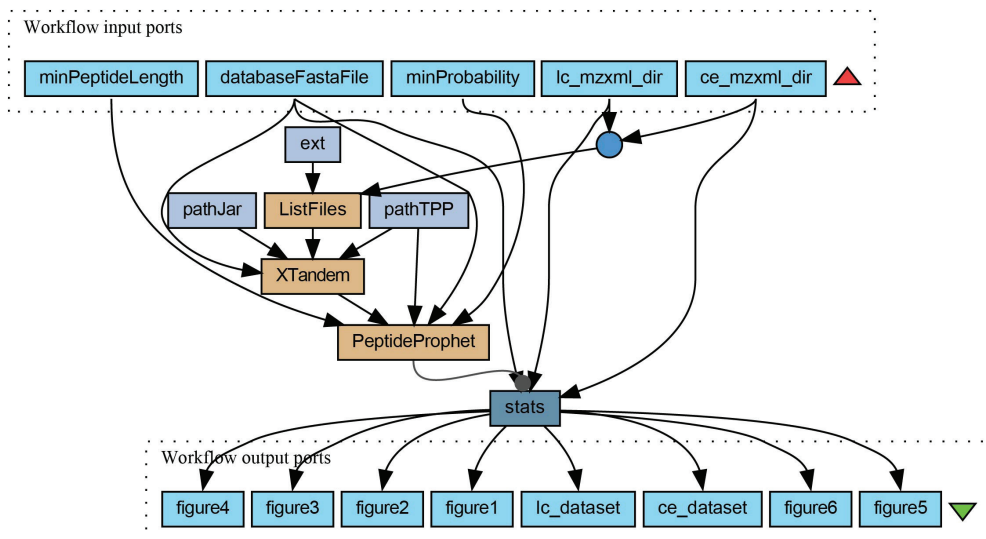 Workflow input ports
minPeptideLength databaseFastaFile minProbability lc_mzxml_dir ce_mzxml_dir
ext
pathJar ListFiles pathTPP
XTandem
PeptideProphet
stats
Workflow output ports
figure4 figure3 figure2 figure1 lc_dataset ce_dataset figure6 figure5